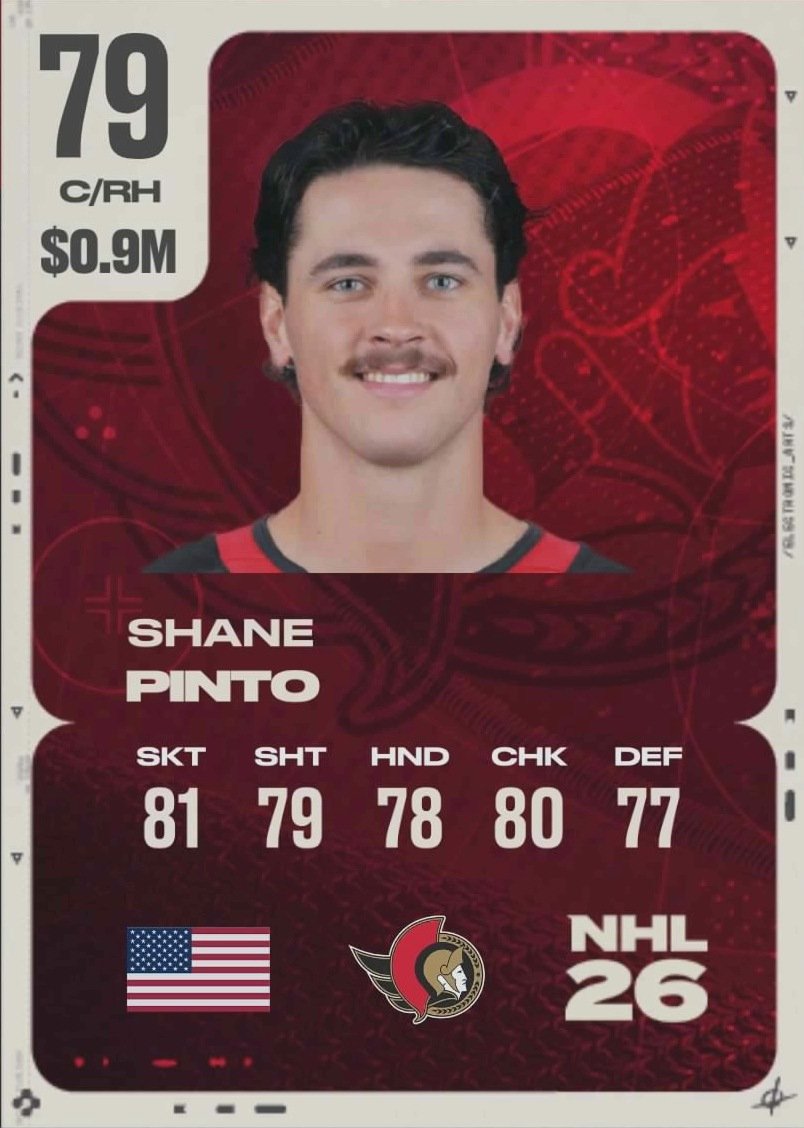 79
C/RH
$0.9M
SHANE
PINTO
SKT SHT HND CHK DEF
81 79 78 80 77
NHL
26